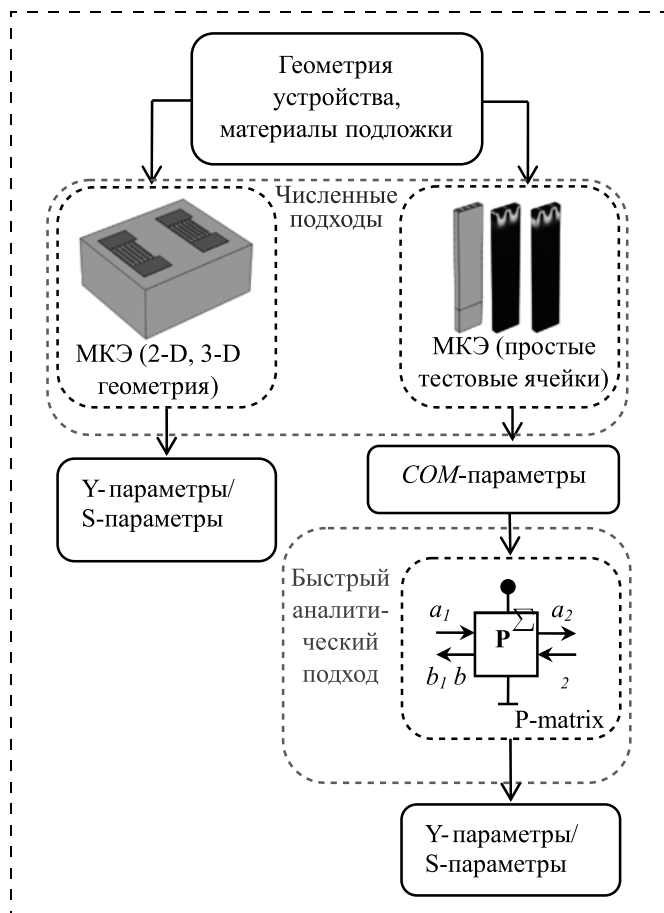 Геометрия
устройства,
материалы подложки
Численные
подходы
МКЭ (2-D, 3-D
геометрия)
МКЭ (простые
тестовые ячейки)
Y-параметры/
S-параметры
COM-параметры
Быстрый
аналити-
ческий
подход
a1 a2
P Σ
b1 b 2
P-matrix
Y-параметры/
S-параметры